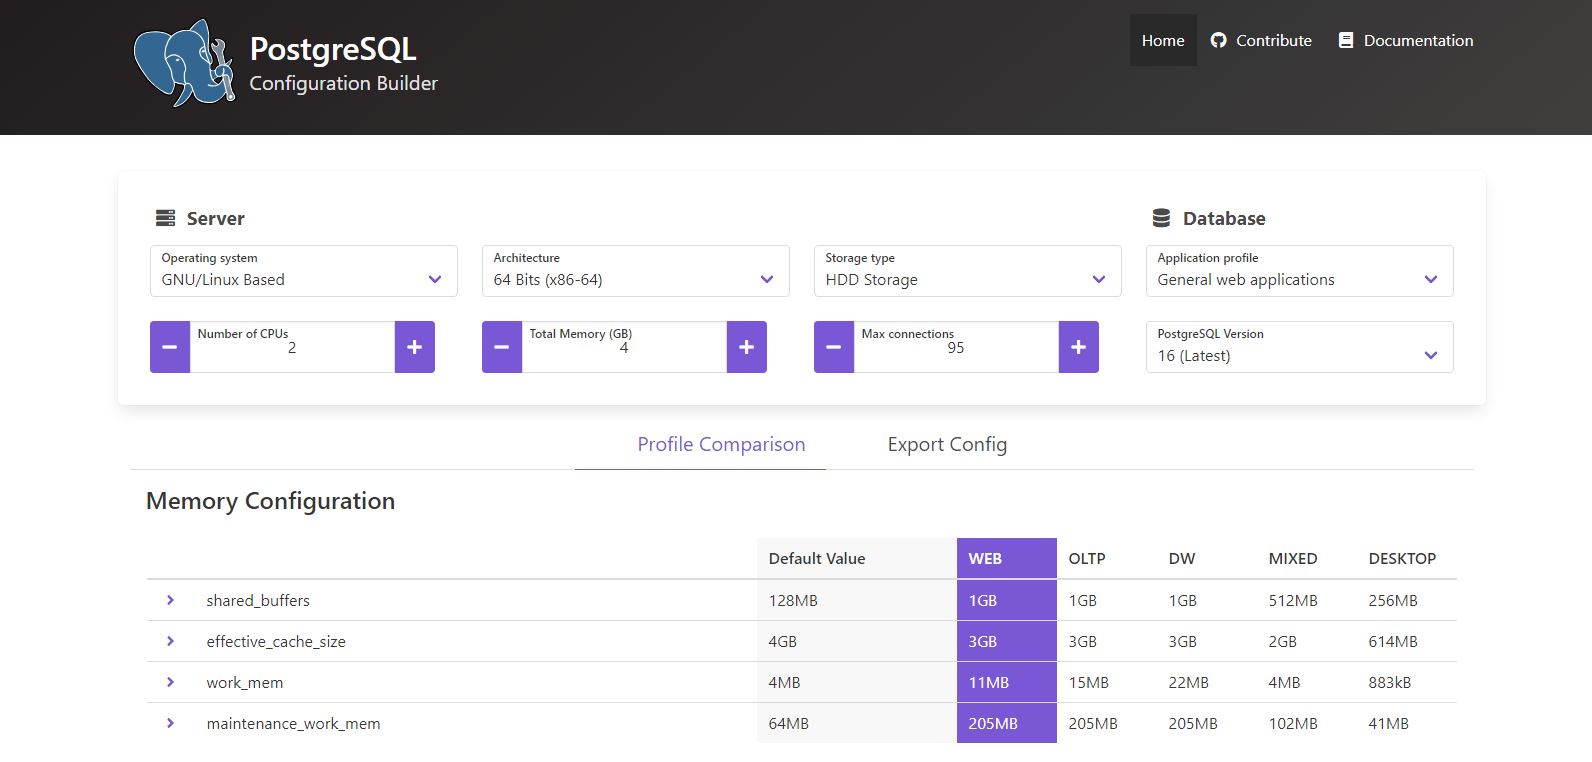 PostgreSQL
Configuration Builder
Home Contribute Documentation
Server Database
Operating system
GNU/Linux Based
Architecture
64 Bits (x86-64)
Storage type
HDD Storage
Application profile
General web applications
Number of CPUs
2
Total Memory (GB)
4
Max connections
95
PostgreSQL Version
16 (Latest)
Profile Comparison Export Config
Memory Configuration
Default Value WEB OLTP DW MIXED DESKTOP
shared_buffers 128MB 1GB 1GB 1GB 512MB 256MB
effective_cache_size 4GB 3GB 3GB 3GB 2GB 614MB
work_mem 4MB 11MB 15MB 22MB 4MB 883kB
maintenance_work_mem 64MB 205MB 205MB 205MB 102MB 41MB